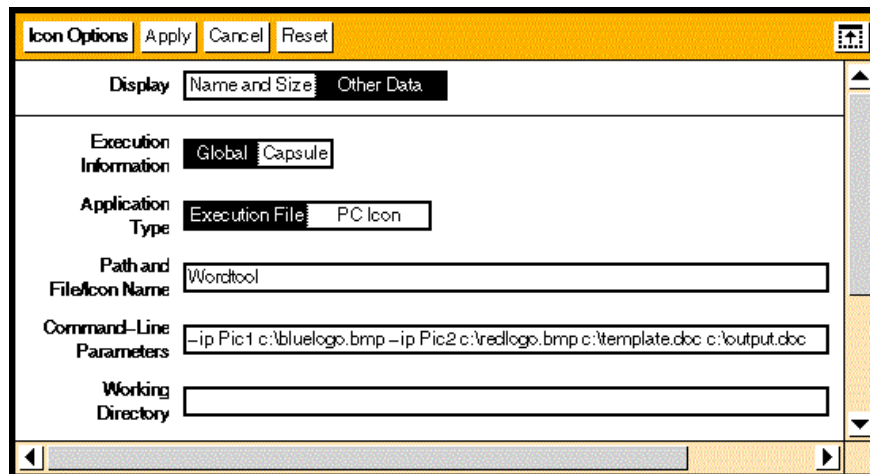 Icon Options Apply Cancel Reset
Display Name and Size Other Data
Execution
Information Global Capsule
Application
Type Execution File PC Icon
Path and
File/Icon Name Wordtool
Command-Line
Parameters -ip Pic1 c:\bluelogo.bmp -ip Pic2 c:\redlogo.bmp c:\template.doc c:\output.doc
Working
Directory